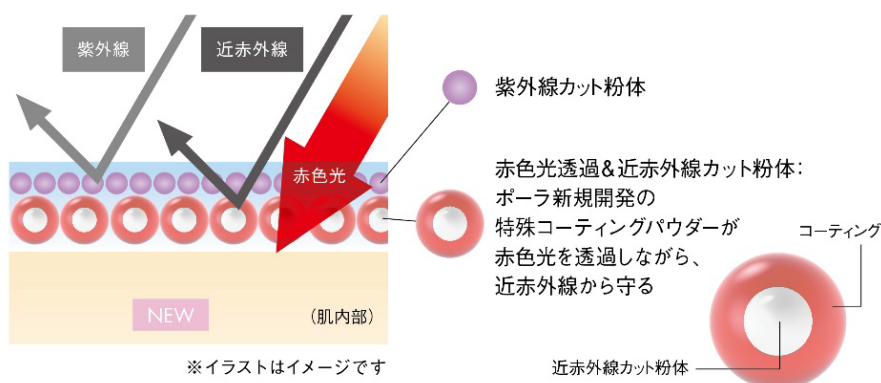 紫外線
近赤外線
赤色光
紫外線カット粉体
赤色光透過&近赤外線カット粉体:
ポーラ新規開発の
特殊コーティングパウダーが
赤色光を透過しながら、
近赤外線から守る
コーティング
近赤外線カット粉体
NEW
(肌内部)
※イラストはイメージです